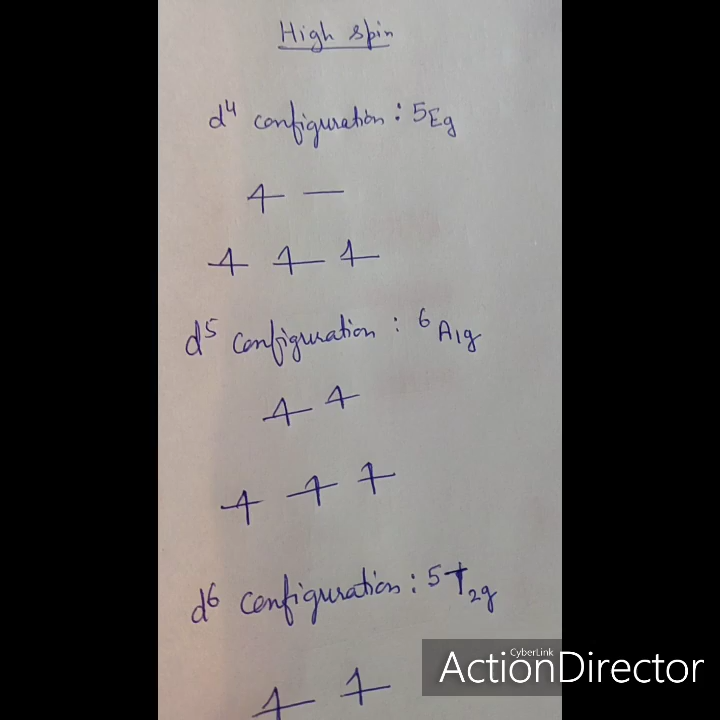 High spin
d⁴ configuration : 5Eg
d⁵ configuration : ⁶A₁g
d⁶ configuration : ⁵T₂g
CyberLink
ActionDirector